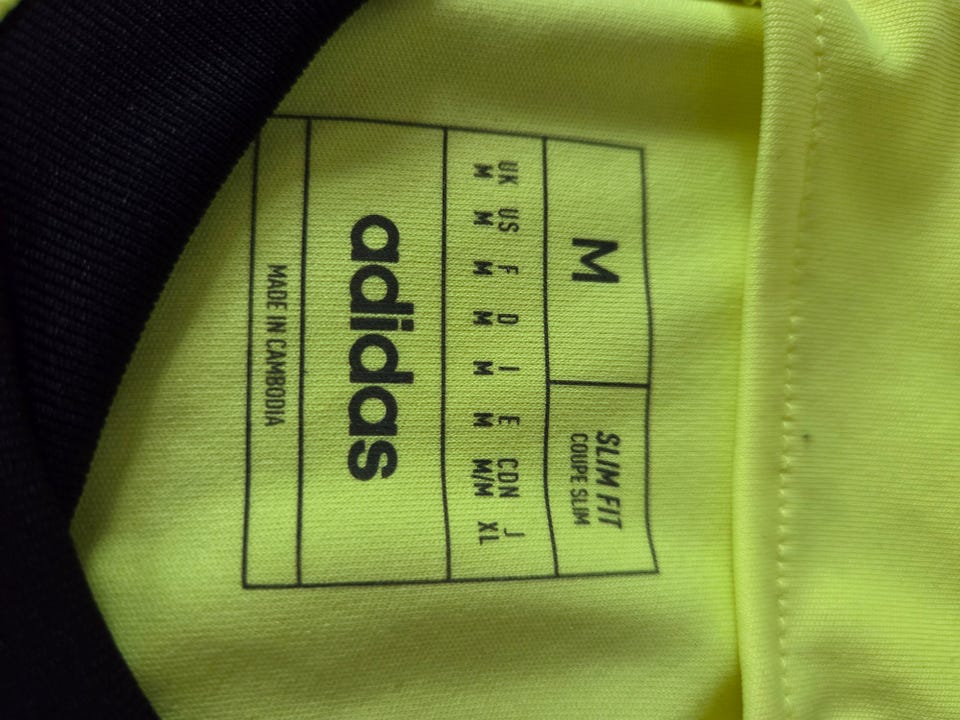 M
SLIM FIT
COUPE SLIM
UK US F D I E CDN J
M M M M M M M/M XL
adidas
MADE IN CAMBODIA